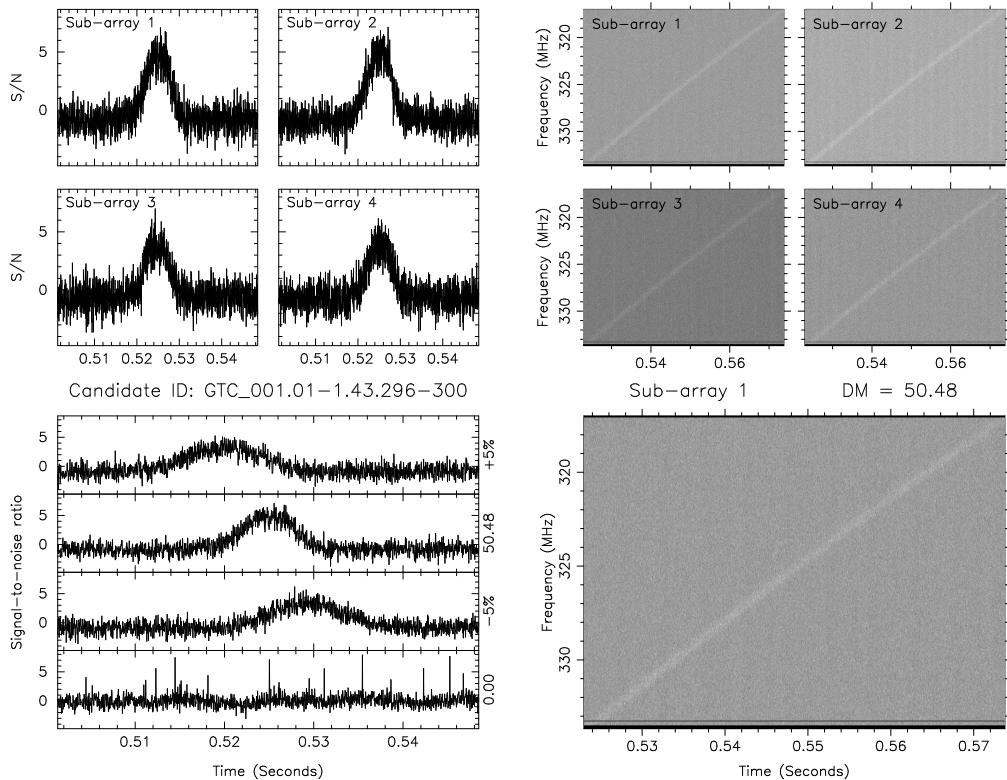 Sub-array 1
Sub-array 2
S/N
5
0
Sub-array 3
Sub-array 4
S/N
5
0
0.51 0.52 0.53 0.54
0.51 0.52 0.53 0.54
Sub-array 1
Sub-array 2
Frequency (MHz)
320
325
330
Sub-array 3
Sub-array 4
Frequency (MHz)
320
325
330
0.54 0.56
0.54 0.56
Candidate ID: GTC_001.01-1.43.296-300
Signal-to-noise ratio
5
0
+5%
5
0
50.48
5
0
-5%
5
0
0.00
0.51 0.52 0.53 0.54
Time (Seconds)
Sub-array 1 DM = 50.48
Frequency (MHz)
320
325
330
0.53 0.54 0.55 0.56 0.57
Time (Seconds)